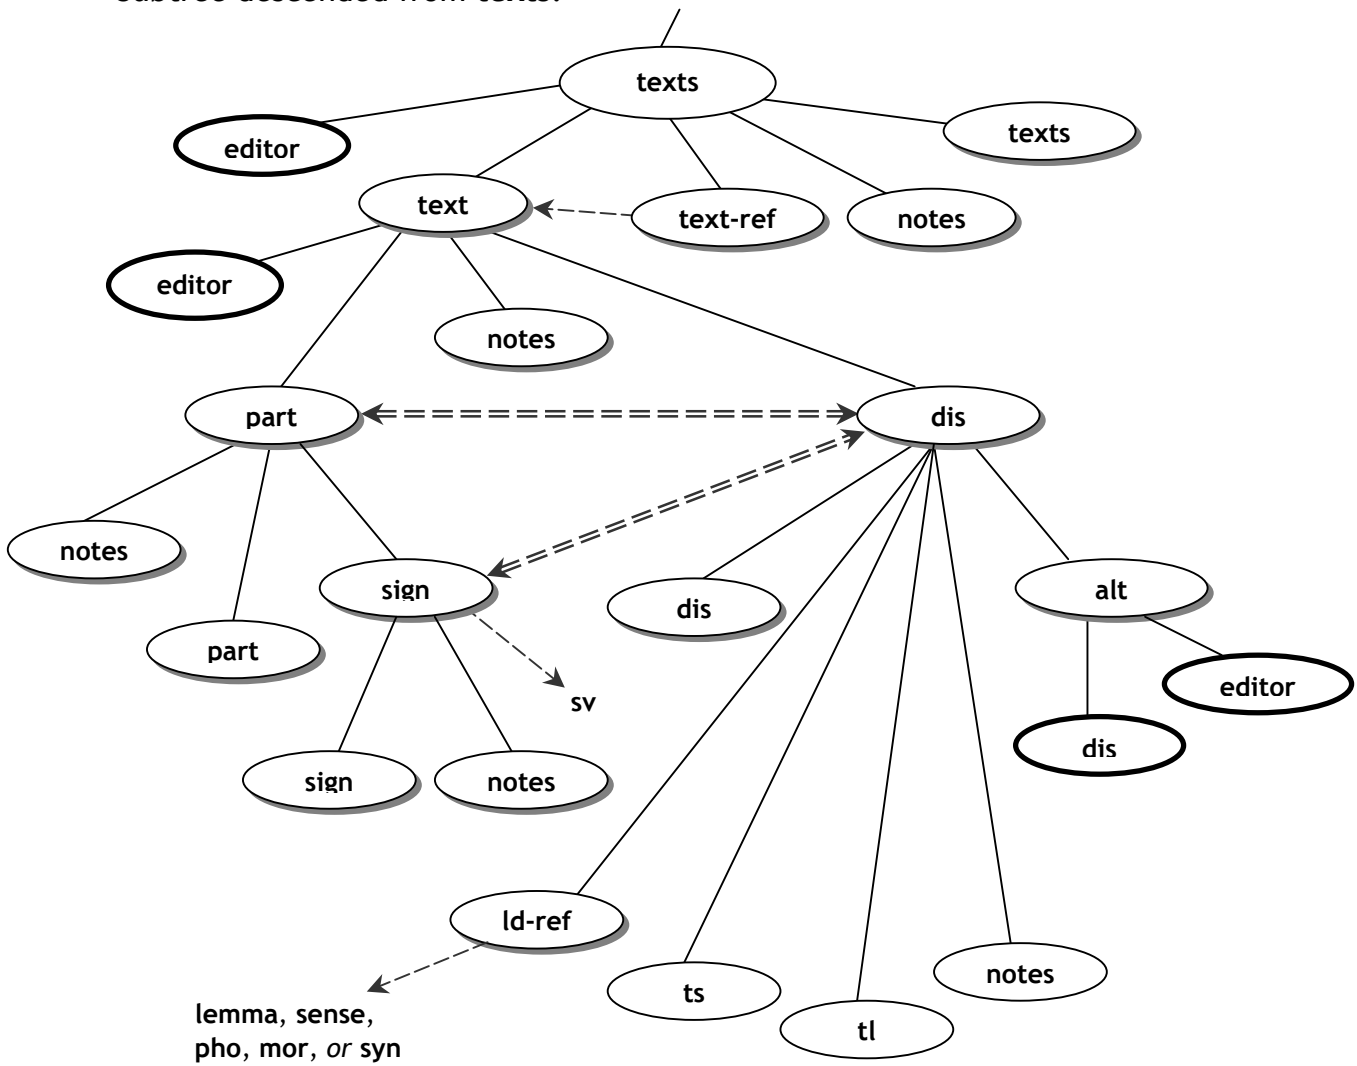 subtree descended from texts.
texts
editor
texts
text
text-ref
notes
editor
notes
part
dis
notes
sign
dis
alt
part
sv
editor
dis
sign
notes
ld-ref
notes
ts
lemma, sense,
tl
pho, mor, or syn